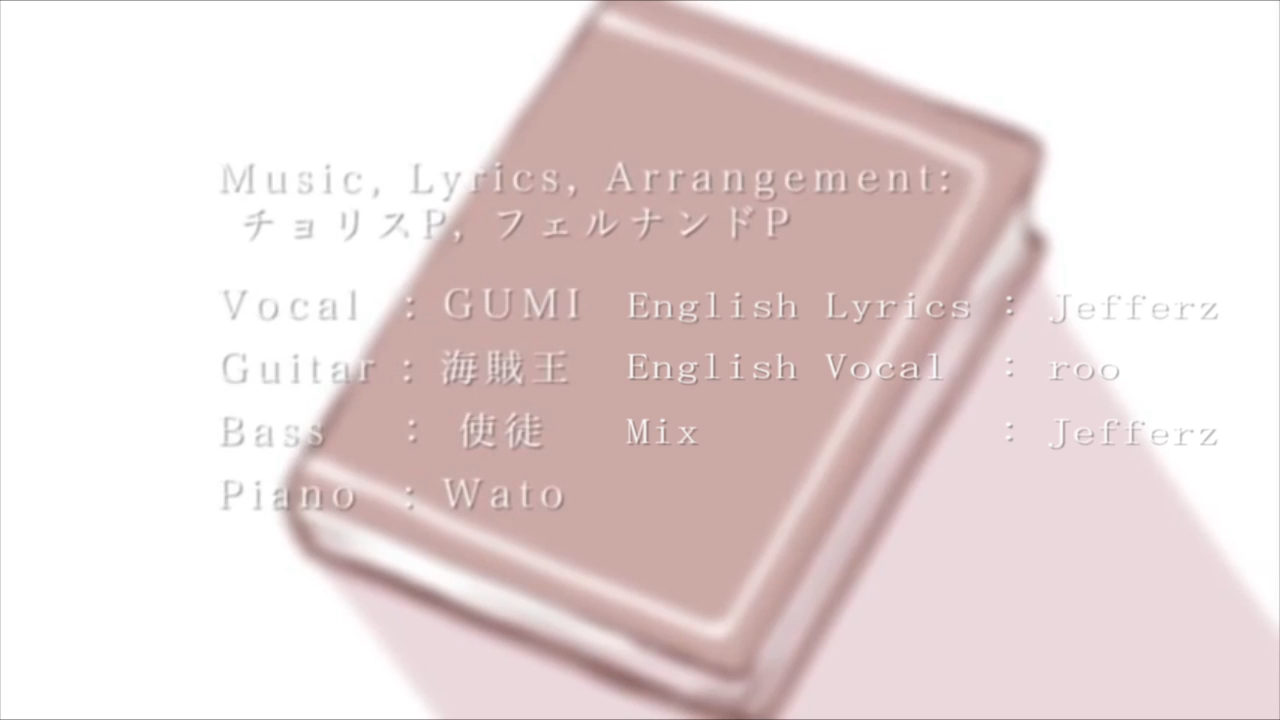 Music, Lyrics, Arrangement:
チョリスP, フェルナンドP
Vocal : GUMI English Lyrics : Jefferz
Guitar : 海賊王 English Vocal : roo
Bass : 使徒 Mix : Jefferz
Piano : Wato